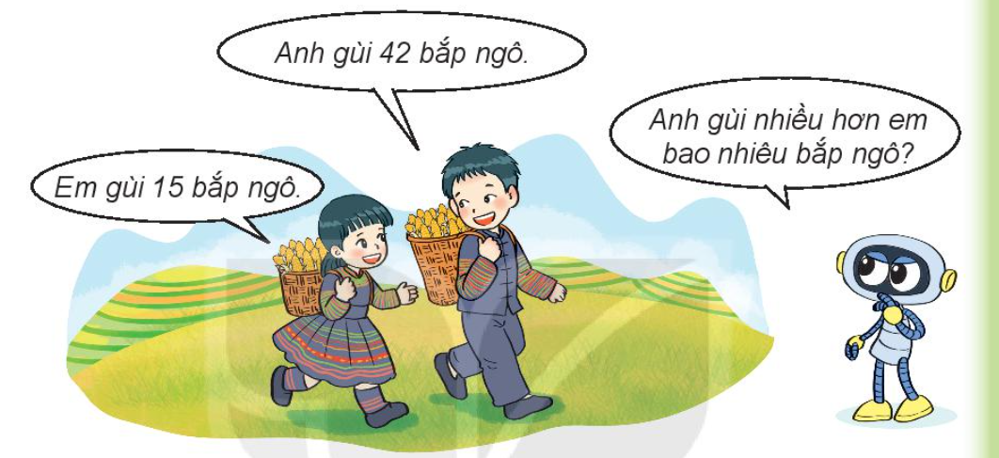 Anh gùi 42 bắp ngô.
Em gùi 15 bắp ngô.
Anh gùi nhiều hơn em
bao nhiêu bắp ngô?